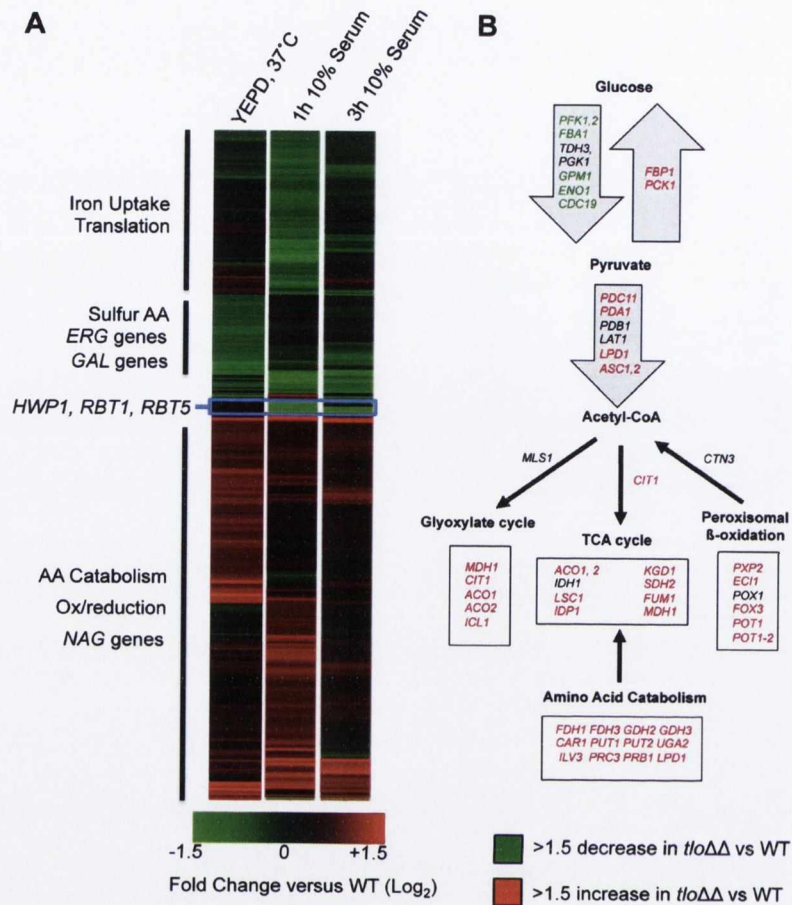 A
YEPD, 37°C
1h 10% Serum
3h 10% Serum
Iron Uptake
Translation
Sulfur AA
ERG genes
GAL genes
HWP1, RBT1, RBT5
AA Catabolism
Ox/reduction
NAG genes
-1.5
0
+1.5
Fold Change versus WT (Log2)
B
Glucose
PFK1,2
FBA1
TDH3,
PGK1
GPM1
ENO1
CDC19
FBP1
PCK1
Pyruvate
PDC11
PDA1
PDB1
LAT1
LPD1
ASC1,2
Acetyl-CoA
MLS1
CIT1
CTN3
Glyoxylate cycle
MDH1
CIT1
ACO1
ACO2
ICL1
TCA cycle
ACO1, 2 KGD1
IDH1 SDH2
LSC1 FUM1
IDP1 MDH1
Peroxisomal
ß-oxidation
PXP2
ECI1
POX1
FOX3
POT1
POT1-2
Amino Acid Catabolism
FDH1 FDH3 GDH2 GDH3
CAR1 PUT1 PUT2 UGA2
ILV3 PRC3 PRB1 LPD1
>1.5 decrease in tloΔΔ vs WT
>1.5 increase in tloΔΔ vs WT